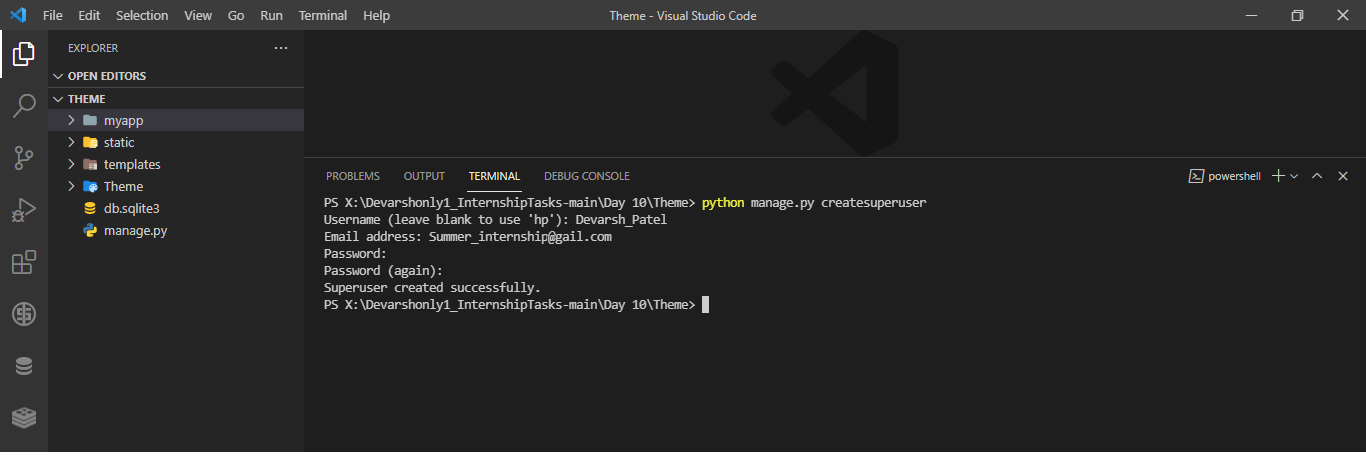 File Edit Selection View Go Run Terminal Help Theme - Visual Studio Code
EXPLORER
OPEN EDITORS
THEME
myapp
static
templates
Theme
db.sqlite3
manage.py
PROBLEMS OUTPUT TERMINAL DEBUG CONSOLE powershell
PS X:\Devarshonly1_InternshipTasks-main\Day 10\Theme> python manage.py createsuperuser
Username (leave blank to use 'hp'): Devarsh_Patel
Email address: Summer_internship@gail.com
Password:
Password (again):
Superuser created successfully.
PS X:\Devarshonly1_InternshipTasks-main\Day 10\Theme>